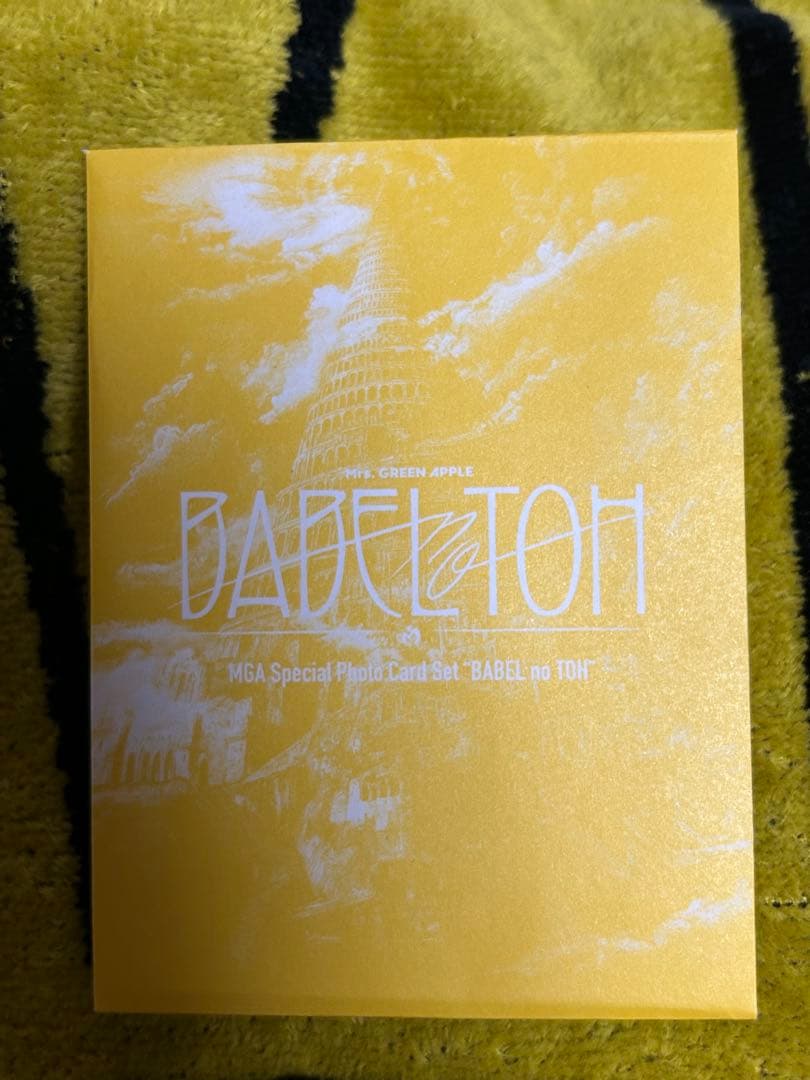 Mrs. GREEN APPLE
BABEL no TOH
MGA Special Photo Card Set "BABEL no TOH"